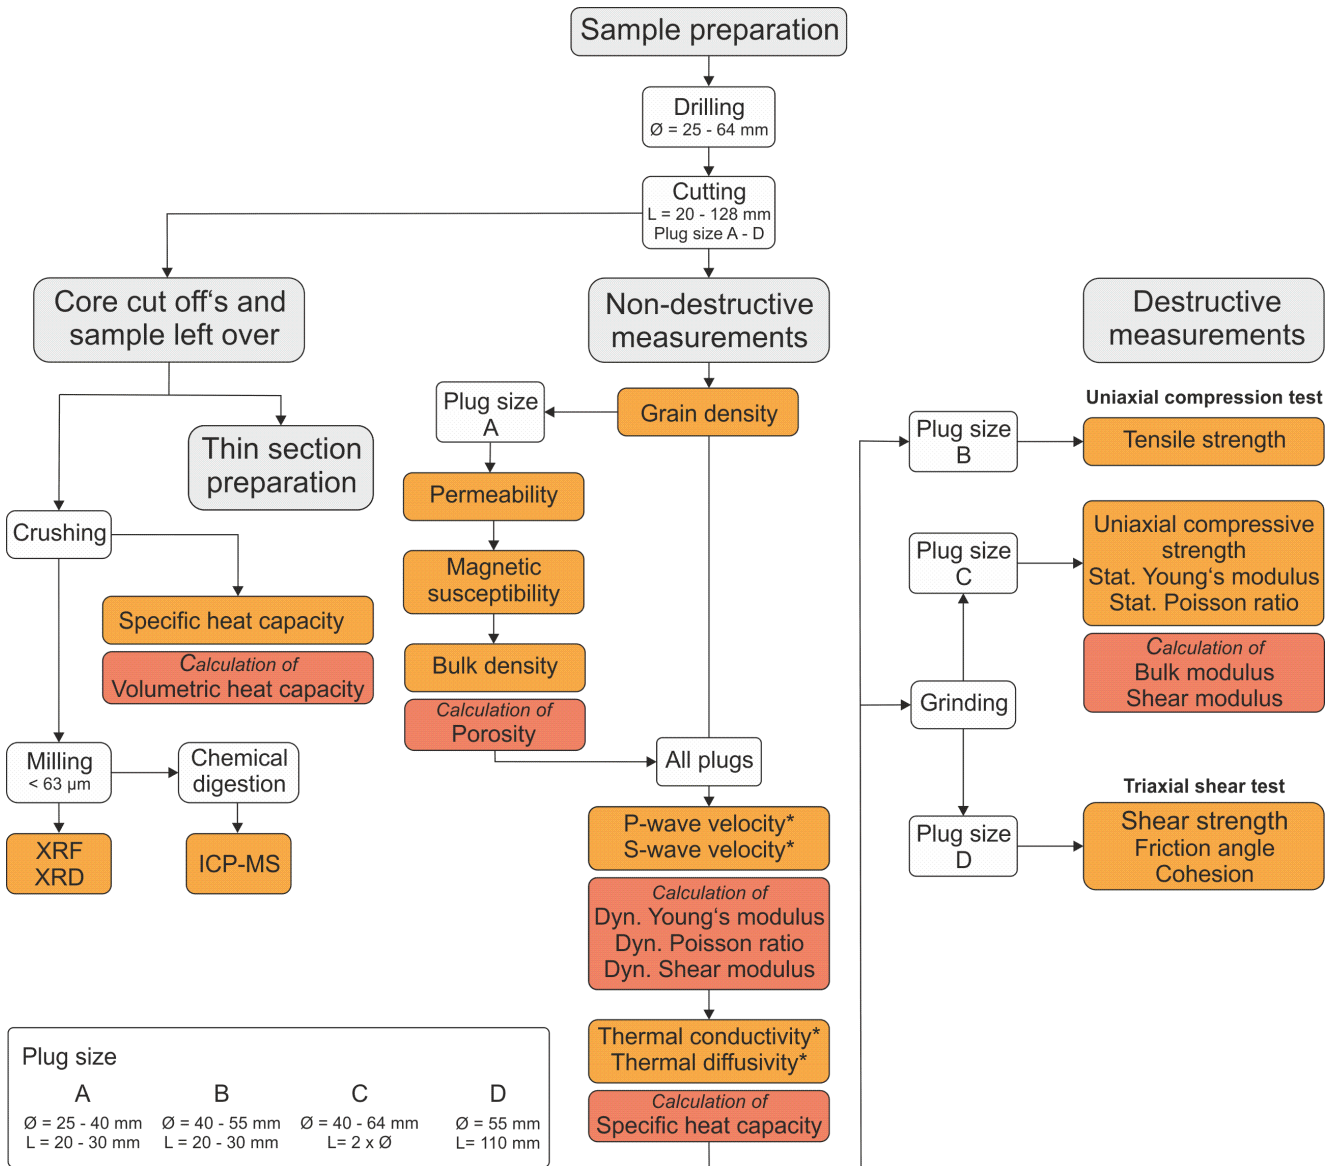 Sample preparation
Drilling
Ø = 25 - 64 mm
Cutting
L = 20 - 128 mm
Plug size A - D
Core cut off‘s and
sample left over
Non-destructive
measurements
Destructive
measurements
Thin section
preparation
Crushing
Specific heat capacity
Calculation of
Volumetric heat capacity
Milling
< 63 µm
Chemical
digestion
XRF
XRD
ICP-MS
Grain density
Plug size
A
Permeability
Magnetic
susceptibility
Bulk density
Calculation of
Porosity
All plugs
P-wave velocity*
S-wave velocity*
Calculation of
Dyn. Young‘s modulus
Dyn. Poisson ratio
Dyn. Shear modulus
Thermal conductivity*
Thermal diffusivity*
Calculation of
Specific heat capacity
Uniaxial compression test
Plug size
B
Tensile strength
Plug size
C
Uniaxial compressive
strength
Stat. Young‘s modulus
Stat. Poisson ratio
Calculation of
Bulk modulus
Shear modulus
Grinding
Triaxial shear test
Plug size
D
Shear strength
Friction angle
Cohesion
Plug size
A
Ø = 25 - 40 mm
L = 20 - 30 mm
B
Ø = 40 - 55 mm
L = 20 - 30 mm
C
Ø = 40 - 64 mm
L= 2 x Ø
D
Ø = 55 mm
L= 110 mm